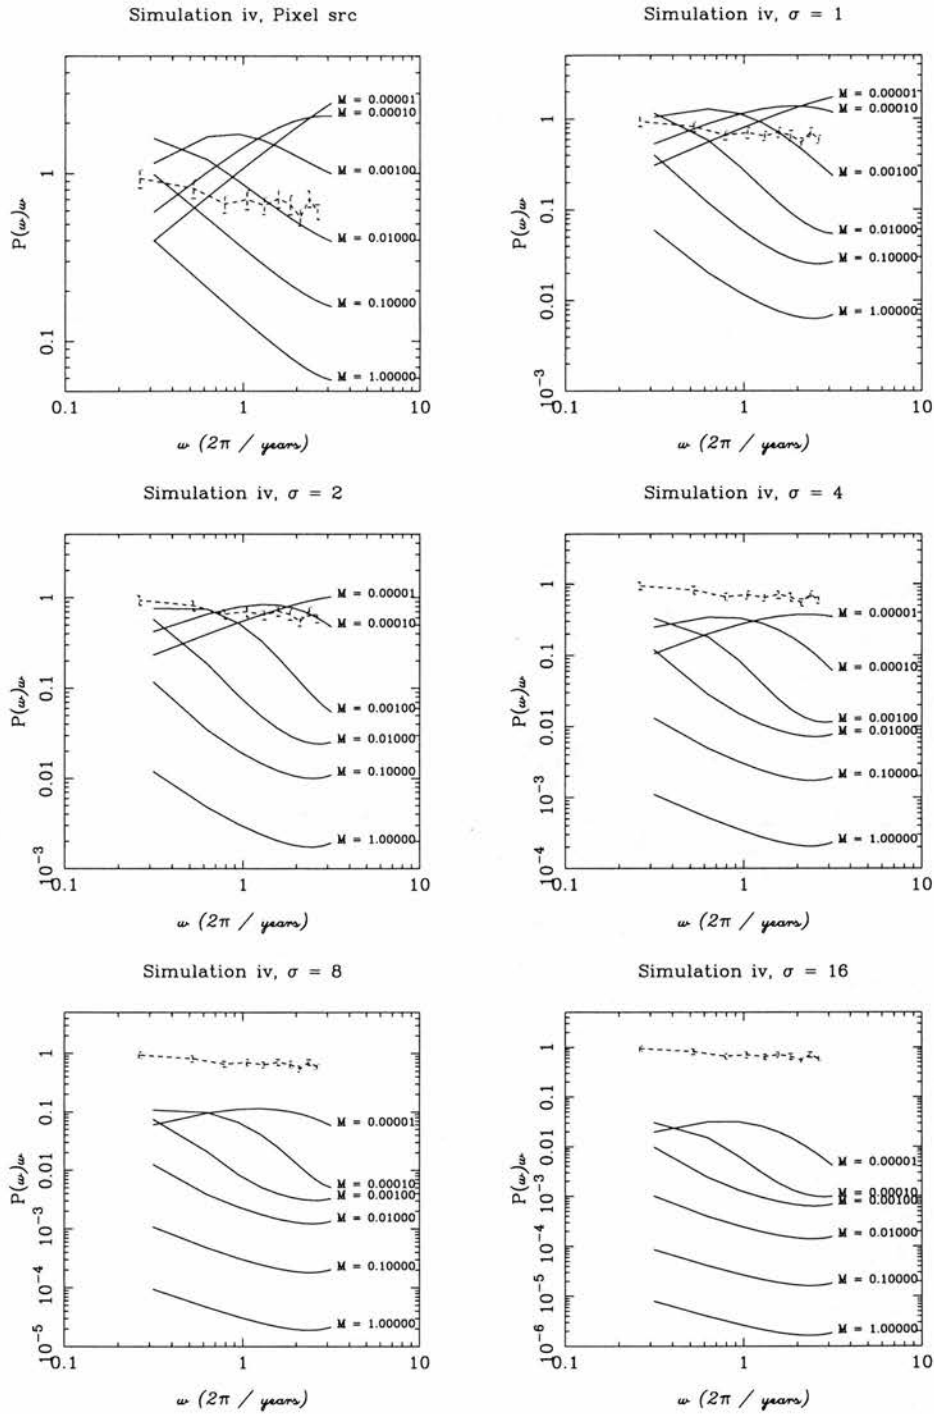 Simulation iv, Pixel src
P(w)w
5
1
0.1
M = 0.00001
M = 0.00010
M = 0.00100
M = 0.01000
M = 0.10000
M = 1.00000
0.1 1 10
w (2π / years)
Simulation iv, σ = 1
P(w)w
1
0.1
0.01
10⁻³
M = 0.00001
M = 0.00010
M = 0.00100
M = 0.01000
M = 0.10000
M = 1.00000
0.1 1 10
w (2π / years)
Simulation iv, σ = 2
P(w)w
1
0.1
0.01
10⁻³
M = 0.00001
M = 0.00010
M = 0.00100
M = 0.01000
M = 0.10000
M = 1.00000
0.1 1 10
w (2π / years)
Simulation iv, σ = 4
P(w)w
1
0.1
0.01
10⁻³
10⁻⁴
M = 0.00001
M = 0.00010
M = 0.00100
M = 0.01000
M = 0.10000
M = 1.00000
0.1 1 10
w (2π / years)
Simulation iv, σ = 8
P(w)w
1
0.1
0.01
10⁻³
10⁻⁴
10⁻⁵
M = 0.00001
M = 0.00010
M = 0.00100
M = 0.01000
M = 0.10000
M = 1.00000
0.1 1 10
w (2π / years)
Simulation iv, σ = 16
P(w)w
1
0.1
0.01
10⁻³
10⁻⁴
10⁻⁵
10⁻⁶
M = 0.00001
M = 0.00010
M = 0.00100
M = 0.01000
M = 0.10000
M = 1.00000
0.1 1 10
w (2π / years)